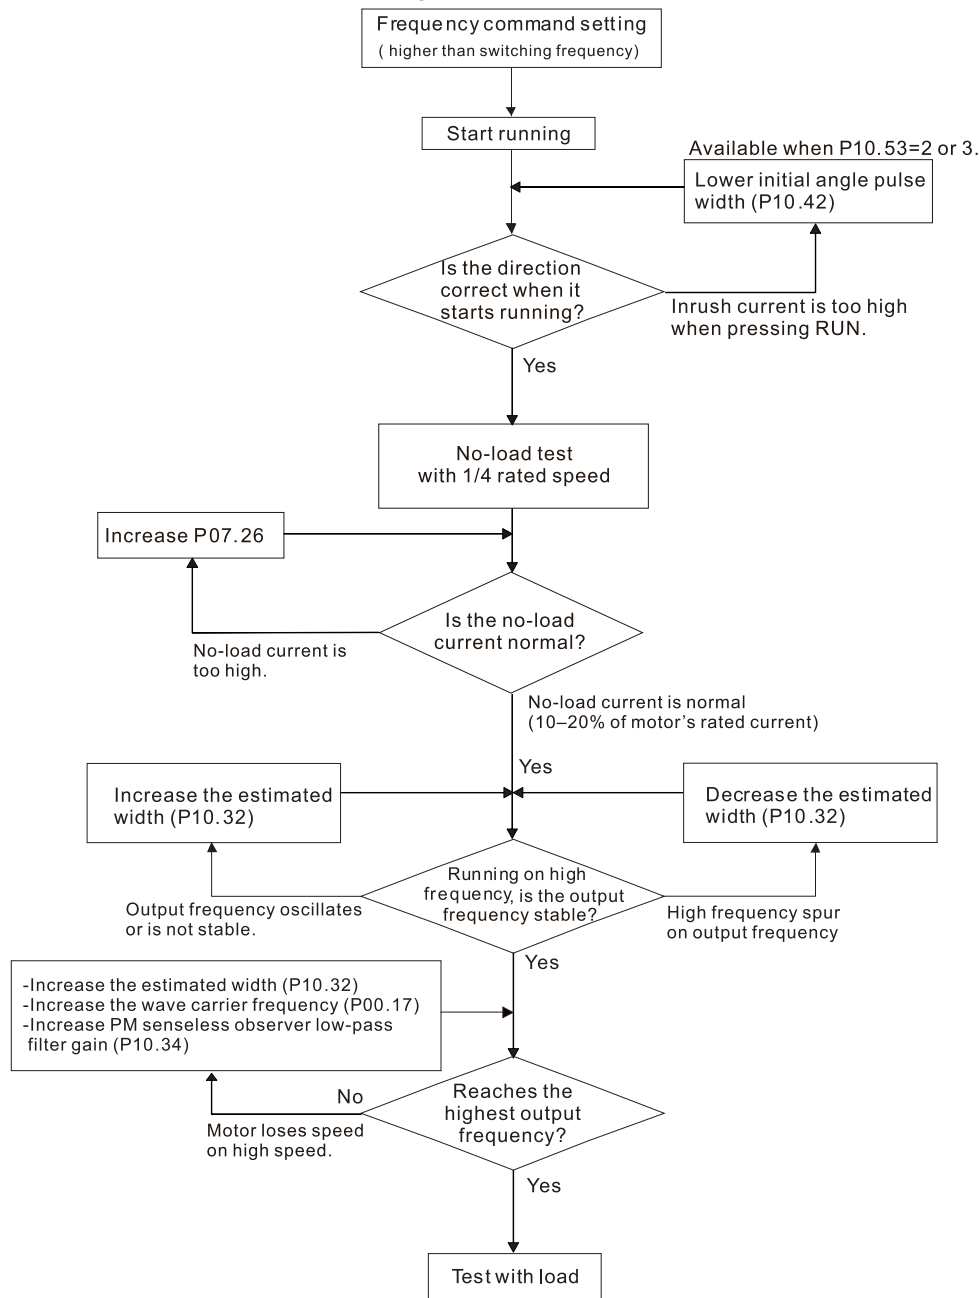 Frequency command setting
( higher than switching frequency)
Start running
Available when P10.53=2 or 3.
Lower initial angle pulse
width (P10.42)
Is the direction
correct when it
starts running?
Inrush current is too high
when pressing RUN.
Yes
No-load test
with 1/4 rated speed
Increase P07.26
Is the no-load
current normal?
No-load current is
too high.
No-load current is normal
(10–20% of motor’s rated current)
Yes
Increase the estimated
width (P10.32)
Decrease the estimated
width (P10.32)
Running on high
frequency, is the output
frequency stable?
Output frequency oscillates
or is not stable.
High frequency spur
on output frequency
Yes
-Increase the estimated width (P10.32)
-Increase the wave carrier frequency (P00.17)
-Increase PM senseless observer low-pass
filter gain (P10.34)
Reaches the
highest output
frequency?
No
Motor loses speed
on high speed.
Yes
Test with load